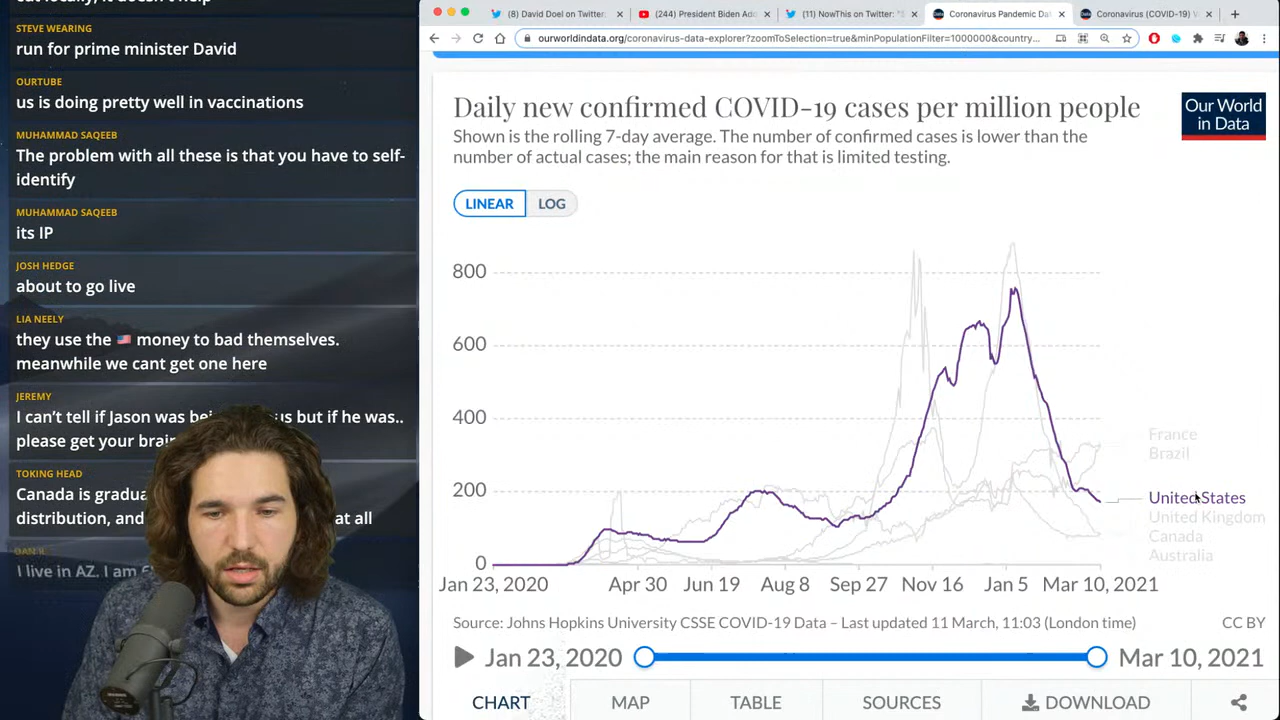 cut locally, it doesn't help
STEVE WEARING
run for prime minister David
OURTUBE
us is doing pretty well in vaccinations
MUHAMMAD SAQEEB
The problem with all these is that you have to self-
identify
MUHAMMAD SAQEEB
its IP
JOSH HEDGE
about to go live
LIA NEELY
they use the 🇺🇸 money to bad themselves.
meanwhile we cant get one here
JEREMY
I can't tell if Jason was us but if he was..
please get your
TOKING HEAD
Canada is
distribution, and at all
DAN B
I live in AZ. I am
(8) David Doel on Twitter:
(244) President Biden Ad
(11) NowThis on Twitter: "
Coronavirus Pandemic Dat
Coronavirus (COVID-19) V
ourworldindata.org/coronavirus-data-explorer?zoomToSelection=true&minPopulationFilter=1000000&country...
Daily new confirmed COVID-19 cases per million people
Our World
in Data
Shown is the rolling 7-day average. The number of confirmed cases is lower than the
number of actual cases; the main reason for that is limited testing.
LINEAR LOG
800
600
400
200
0
France
Brazil
United States
United Kingdom
Canada
Australia
Jan 23, 2020 Apr 30 Jun 19 Aug 8 Sep 27 Nov 16 Jan 5 Mar 10, 2021
Source: Johns Hopkins University CSSE COVID-19 Data – Last updated 11 March, 11:03 (London time) CC BY
Jan 23, 2020 Mar 10, 2021
CHART MAP TABLE SOURCES DOWNLOAD